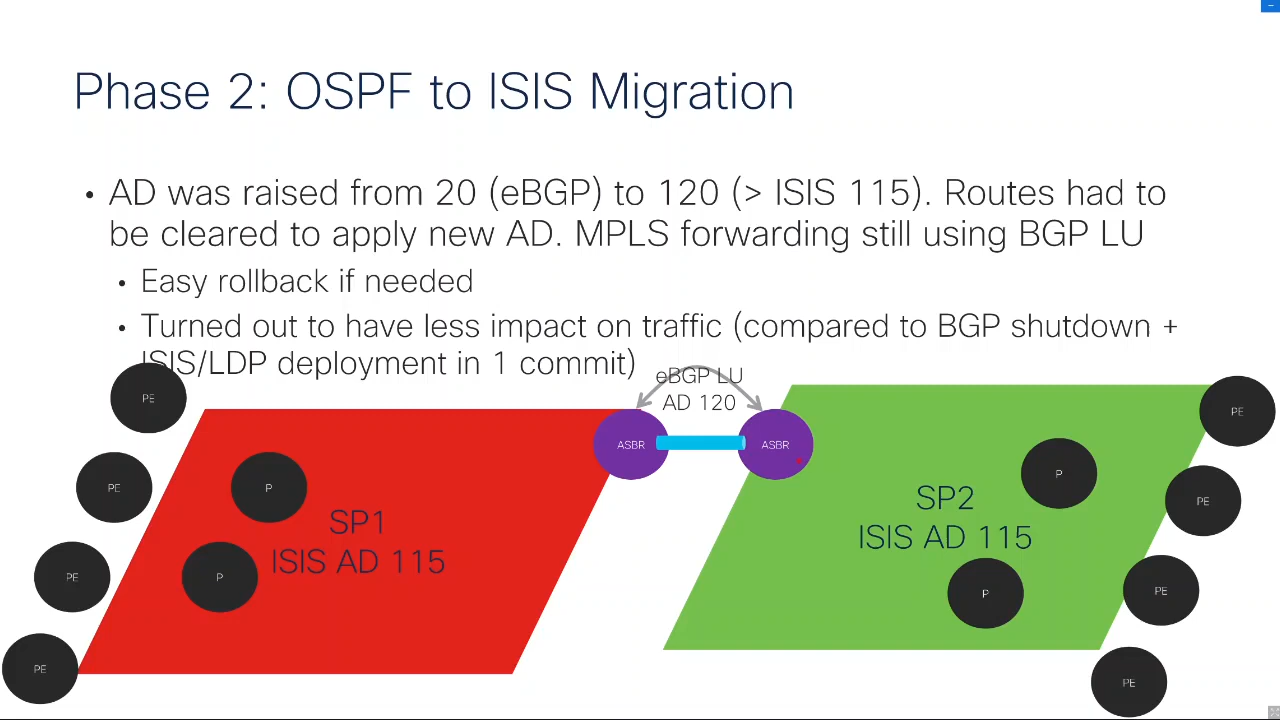 Phase 2: OSPF to ISIS Migration
• AD was raised from 20 (eBGP) to 120 (> ISIS 115). Routes had to
be cleared to apply new AD. MPLS forwarding still using BGP LU
• Easy rollback if needed
• Turned out to have less impact on traffic (compared to BGP shutdown +
ISIS/LDP deployment in 1 commit)
eBGP LU
AD 120
PE
PE
PE
PE
P
P
SP1
ISIS AD 115
ASBR
ASBR
SP2
ISIS AD 115
P
P
PE
PE
PE
PE